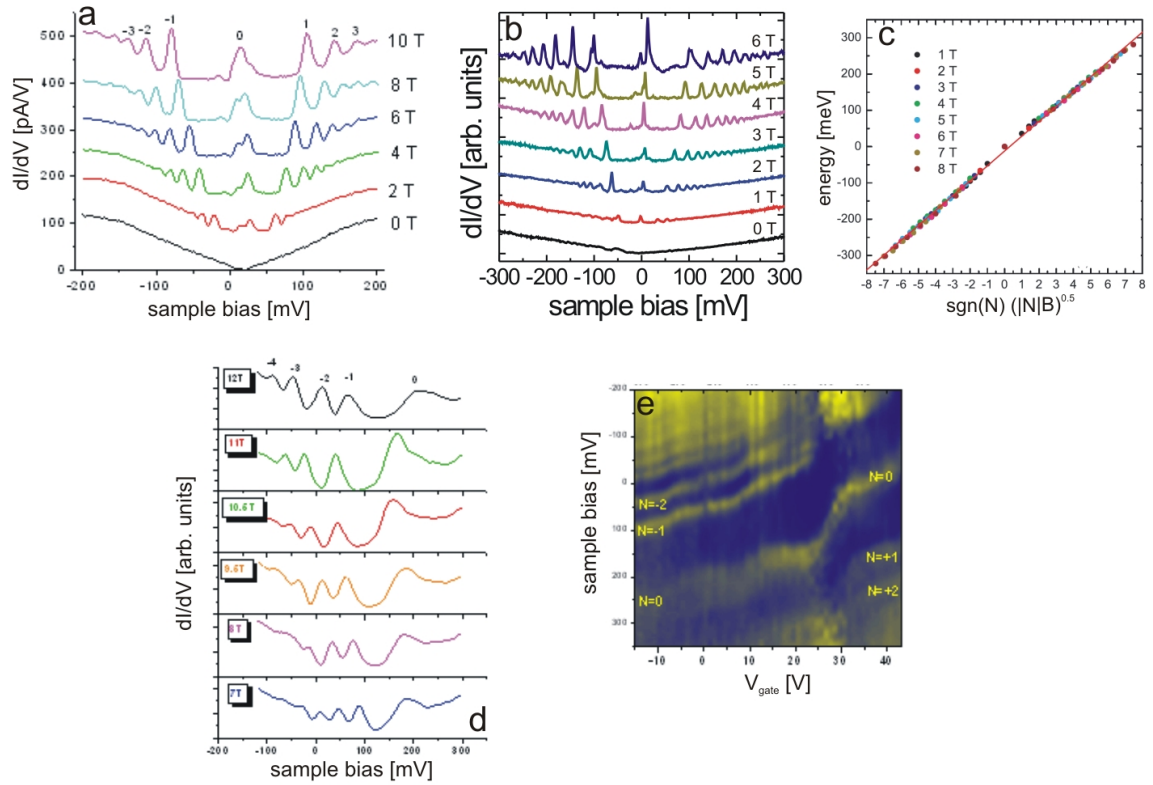 a
dI/dV [pA/V]
500
400
300
200
100
0
-3 -2 -1 0 1 2 3
10 T
8 T
6 T
4 T
2 T
0 T
-200 -100 0 100 200
sample bias [mV]
b
dI/dV [arb. units]
6 T
5 T
4 T
3 T
2 T
1 T
0 T
-300 -200 -100 0 100 200 300
sample bias [mV]
c
energy [meV]
300
200
100
0
-100
-200
-300
1 T
2 T
3 T
4 T
5 T
6 T
7 T
8 T
-8 -7 -6 -5 -4 -3 -2 -1 0 1 2 3 4 5 6 7 8
sgn(N) (|N|B)^0.5
-4 -3 -2 -1 0
12T
11T
10.5T
9.5T
8T
7T
dI/dV [arb. units]
d
-200 -100 0 100 200 300
sample bias [mV]
e
sample bias [mV]
-200
-100
0
100
200
300
N=-2
N=-1
N=0
N=0
N=+1
N=+2
-10 0 10 20 30 40
Vgate [V]